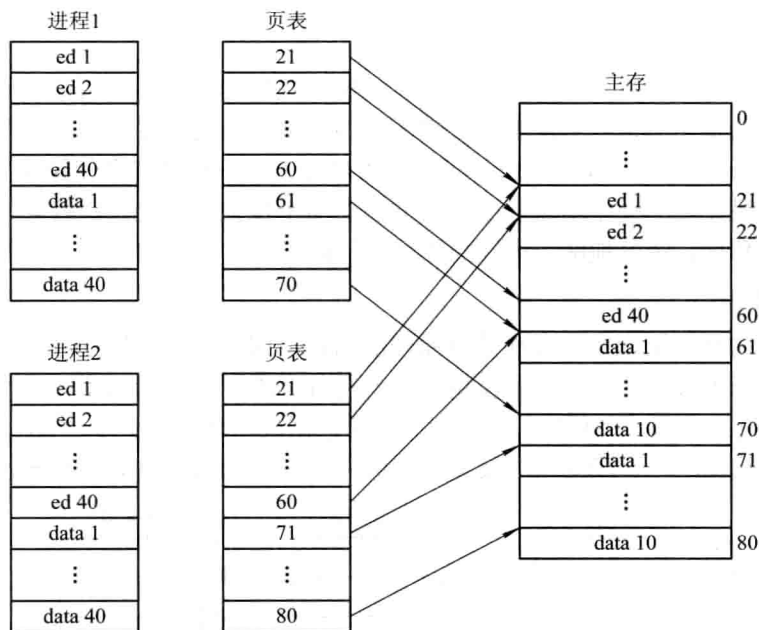 进程1
ed 1
ed 2
⋮
ed 40
data 1
⋮
data 40
页表
21
22
⋮
60
61
⋮
70
进程2
ed 1
ed 2
⋮
ed 40
data 1
⋮
data 40
页表
21
22
⋮
60
71
⋮
80
主存
0
⋮
ed 1 21
ed 2 22
⋮
ed 40 60
data 1 61
⋮
data 10 70
data 1 71
⋮
data 10 80